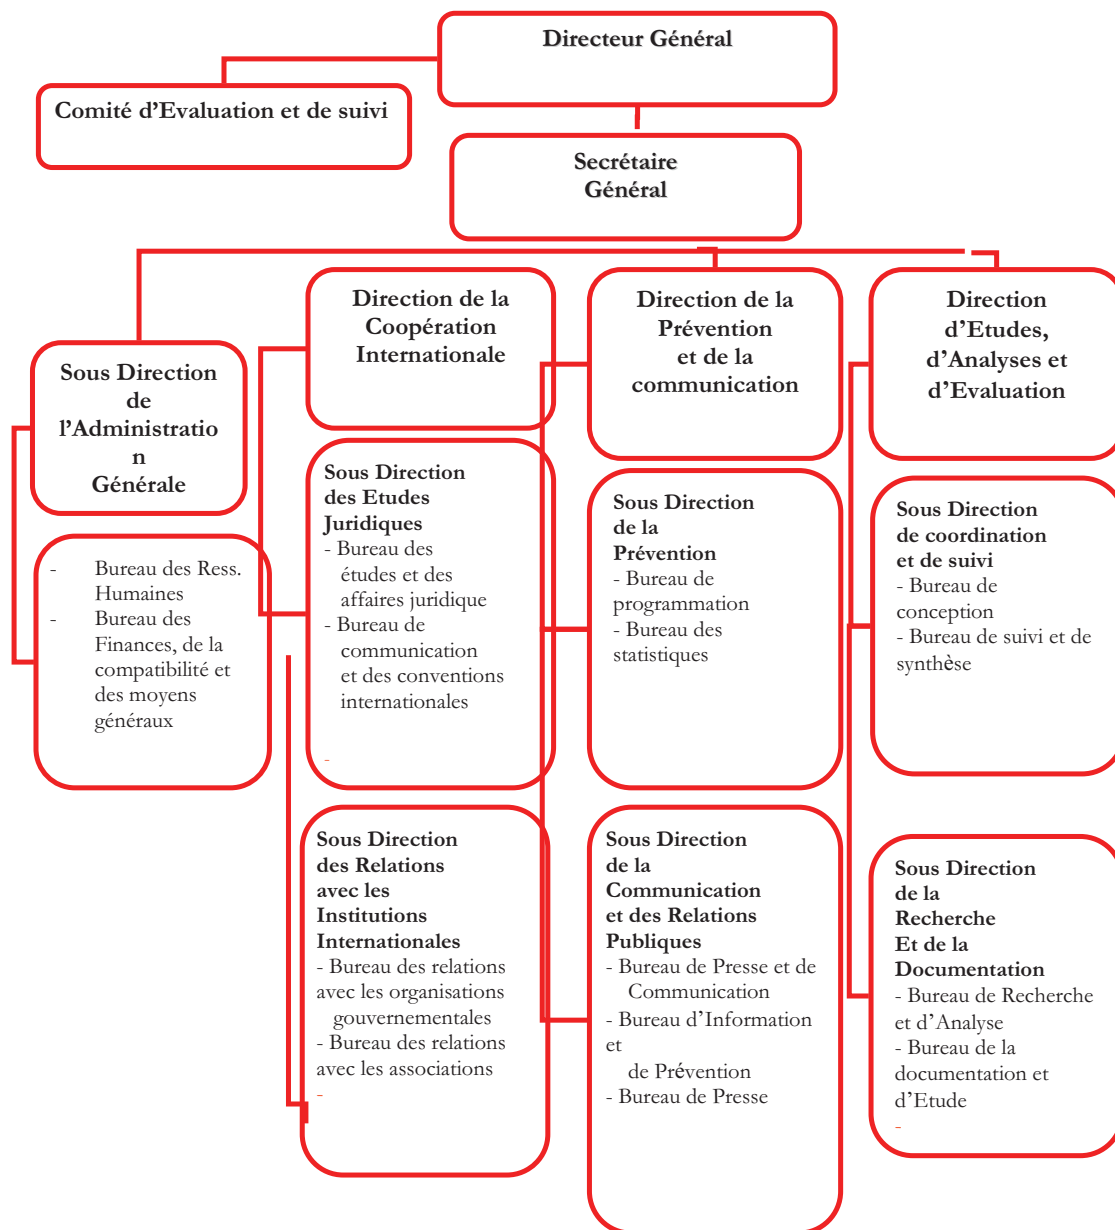 Directeur Général
Comité d’Evaluation et de suivi
Secrétaire
Général
Sous Direction
de
l’Administratio
n
Générale
Direction de la
Coopération
Internationale
Direction de la
Prévention
et de la
communication
Direction
d’Etudes,
d’Analyses et
d’Evaluation
- Bureau des Ress.
Humaines
- Bureau des
Finances, de la
compatibilité et
des moyens
généraux
Sous Direction
des Etudes
Juridiques
- Bureau des
études et des
affaires juridique
- Bureau de
communication
et des conventions
internationales
-
Sous Direction
de la
Prévention
- Bureau de
programmation
- Bureau des
statistiques
Sous Direction
de coordination
et de suivi
- Bureau de
conception
- Bureau de suivi et de
synthèse
Sous Direction
des Relations
avec les
Institutions
Internationales
- Bureau des relations
avec les organisations
gouvernementales
- Bureau des relations
avec les associations
-
Sous Direction
de la
Communication
et des Relations
Publiques
- Bureau de Presse et de
Communication
- Bureau d’Information
et
de Prévention
- Bureau de Presse
Sous Direction
de la
Recherche
Et de la
Documentation
- Bureau de Recherche
et d’Analyse
- Bureau de la
documentation et
d’Etude
-